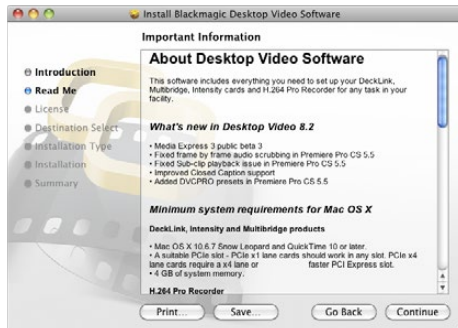 Install Blackmagic Desktop Video Software
Important Information
Introduction
Read Me
License
Destination Select
Installation Type
Installation
Summary
About Desktop Video Software
This software includes everything you need to set up your DeckLink,
Multibridge, Intensity cards and H.264 Pro Recorder for any task in your
facility.
What's new in Desktop Video 8.2
• Media Express 3 public beta 3
• Fixed frame by frame audio scrubbing in Premiere Pro CS 5.5
• Fixed Sub-clip playback issue in Premiere Pro CS 5.5
• Improved Closed Caption support
• Added DVCPRO presets in Premiere Pro CS 5.5
Minimum system requirements for Mac OS X
DeckLink, Intensity and Multibridge products
• Mac OS X 10.6.7 Snow Leopard and QuickTime 10 or later.
• A suitable PCIe slot - PCIe x1 lane cards should work in any slot. PCIe x4
lane cards require a x4 lane or faster PCI Express slot.
• 4 GB of system memory.
H.264 Pro Recorder
Print...
Save...
Go Back
Continue